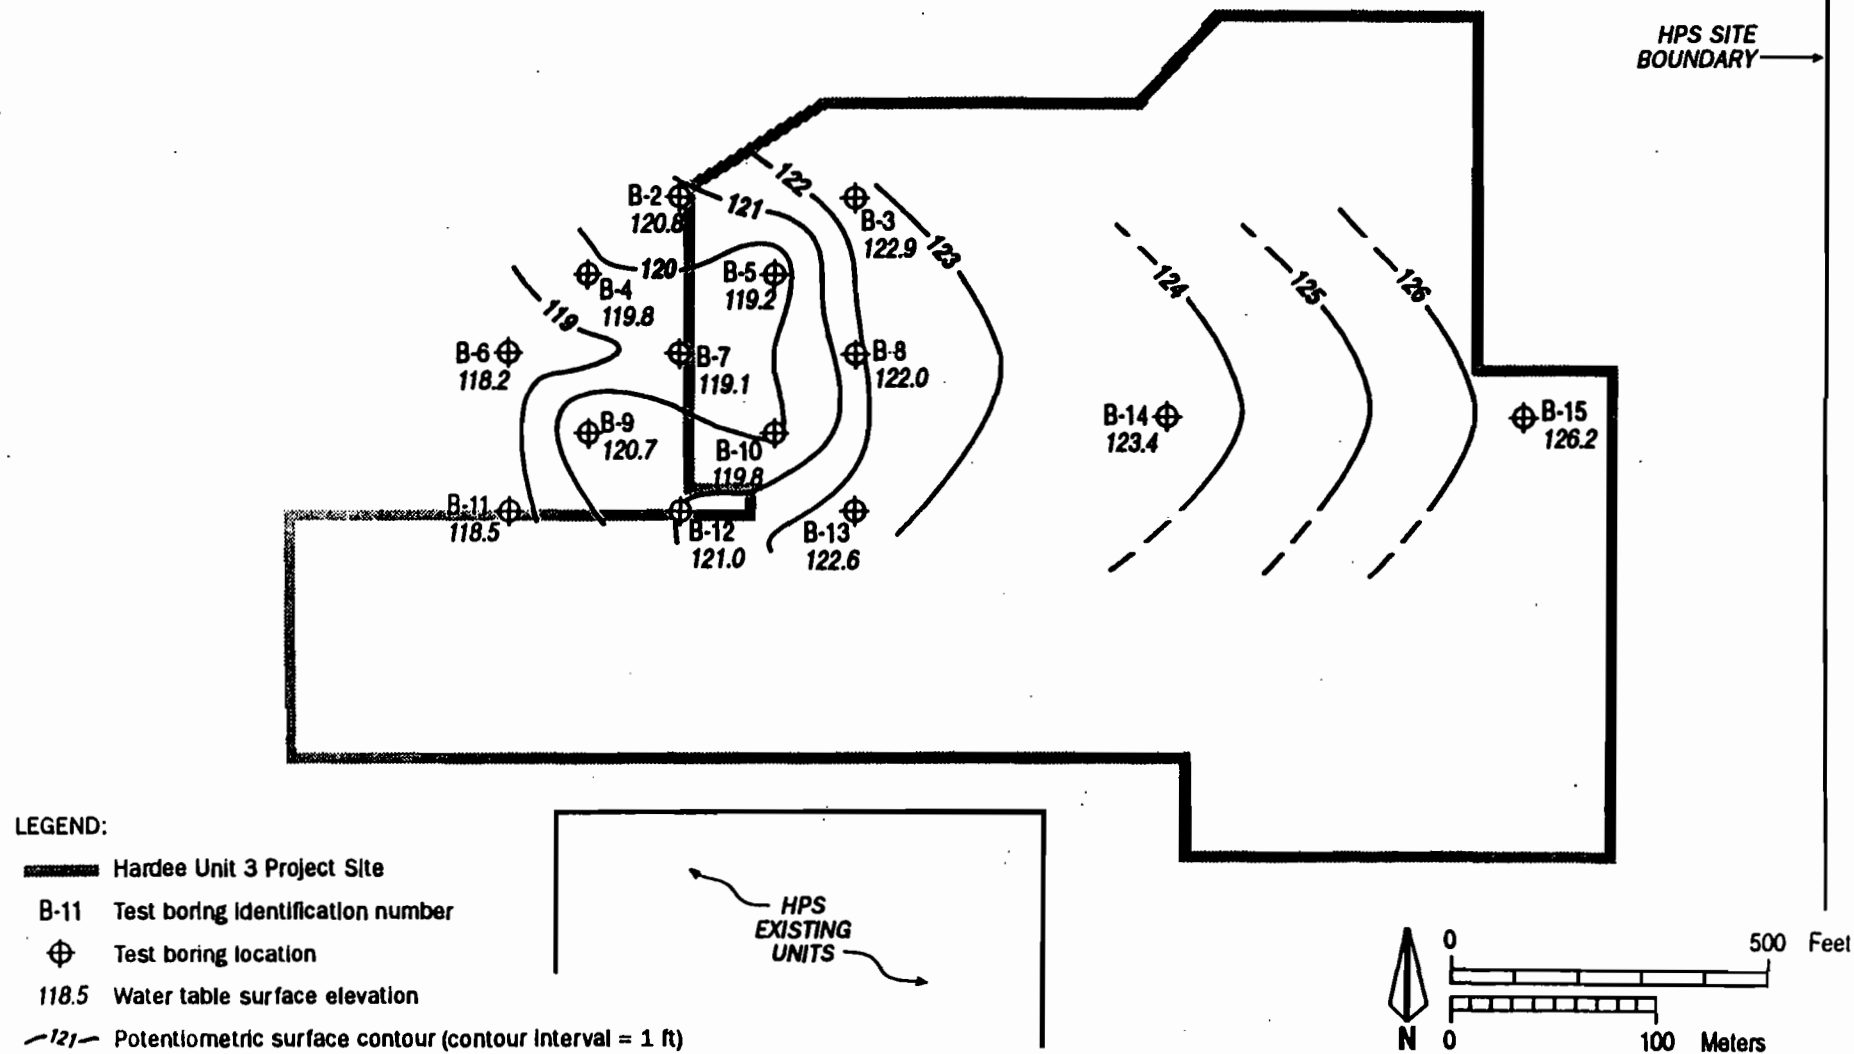 HPS SITE
BOUNDARY
122
B-2
120.8
121
B-3
122.9
123
120
B-5
119.2
124
125
126
B-4
119.8
119
B-6
118.2
B-7
119.1
B-8
122.0
B-14
123.4
B-15
126.2
B-9
120.7
B-10
119.8
B-11
118.5
B-12
121.0
B-13
122.6
LEGEND:
Hardee Unit 3 Project Site
B-11 Test boring identification number
Test boring location
118.5 Water table surface elevation
121 Potentiometric surface contour (contour interval = 1 ft)
HPS
EXISTING
UNITS
N
0 500 Feet
0 100 Meters